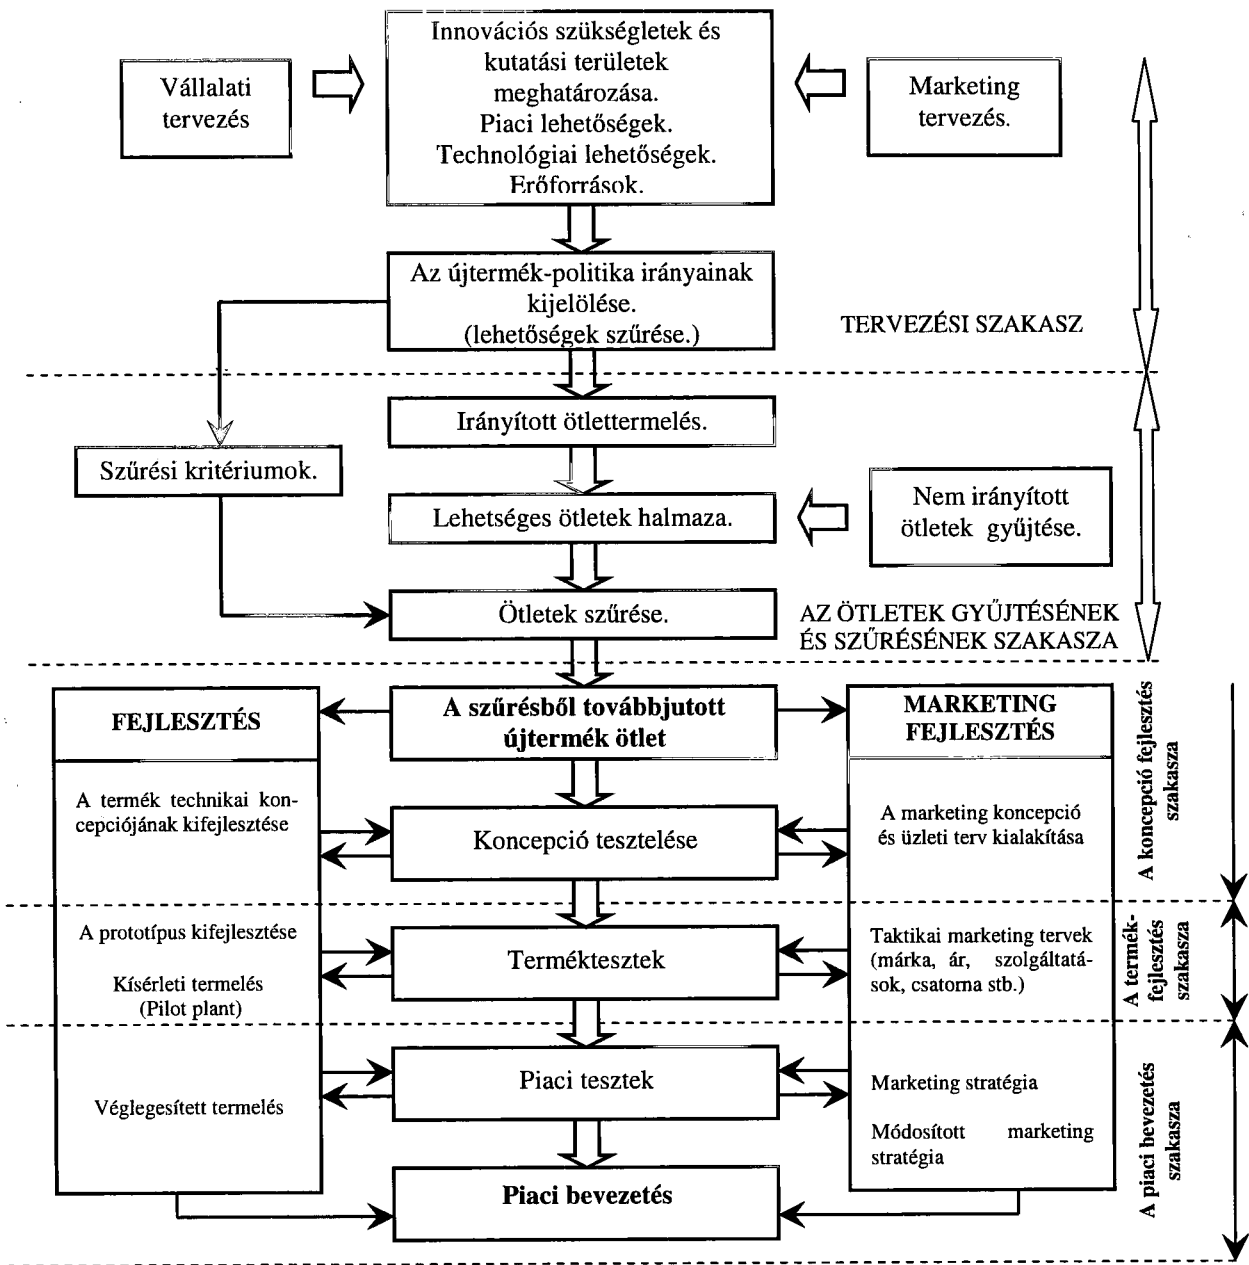 Innovációs szükségletek és
kutatási területek
meghatározása.
Piaci lehetőségek.
Technológiai lehetőségek.
Erőforrások.
Vállalati
tervezés
Marketing
tervezés.
Az újtermék-politika irányainak
kijelölése.
(lehetőségek szűrése.)
TERVEZÉSI SZAKASZ
Irányított ötlettermelés.
Szűrési kritériumok.
Lehetséges ötletek halmaza.
Nem irányított
ötletek gyűjtése.
Ötletek szűrése.
AZ ÖTLETEK GYŰJTÉSÉNEK
ÉS SZŰRÉSÉNEK SZAKASZA
FEJLESZTÉS
A szűrésből továbbjutott
újtermék ötlet
MARKETING
FEJLESZTÉS
A koncepció fejlesztés
szakasza
A termék technikai kon-
cepciójának kifejlesztése
Koncepció tesztelése
A marketing koncepció
és üzleti terv kialakítása
A prototípus kifejlesztése
Kísérleti termelés
(Pilot plant)
Terméktesztek
Taktikai marketing tervek
(márka, ár, szolgáltatá-
sok, csatorna stb.)
A termék-
fejlesztés
szakasza
Piaci tesztek
Véglegesített termelés
Marketing stratégia
Módosított marketing
stratégia
A piaci bevezetés
szakasza
Piaci bevezetés